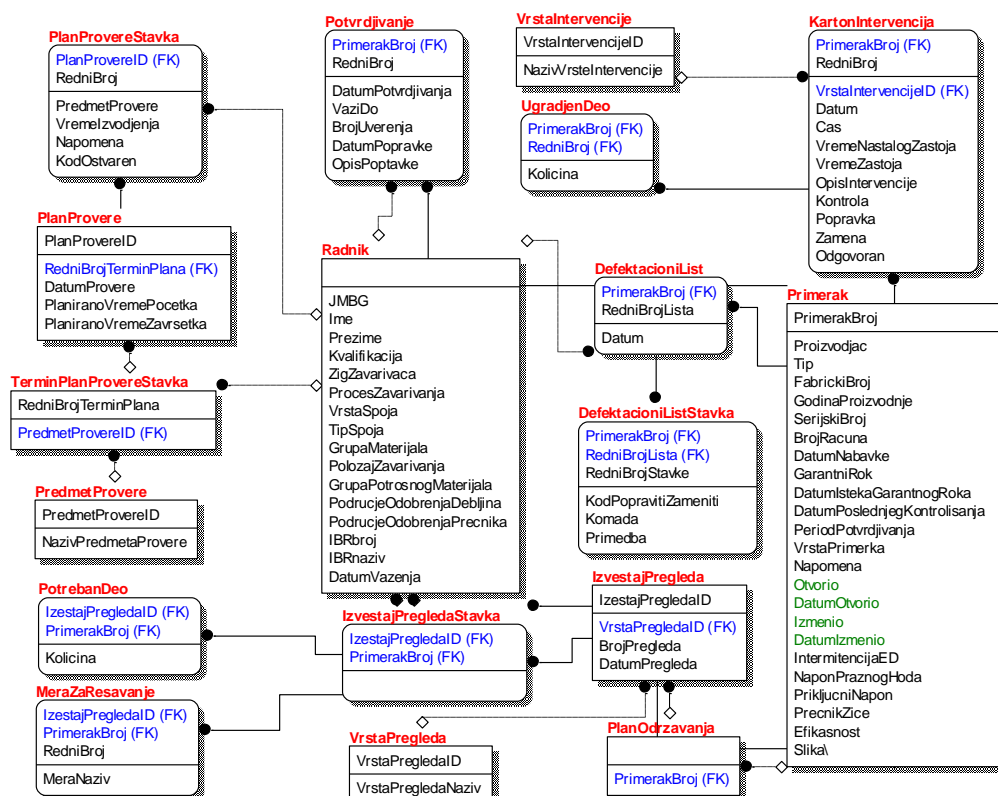 PlanProvereStavka
PlanProvereID (FK)
RedniBroj
PredmetProvere
VremeIzvodjenja
Napomena
KodOstvaren
Potvrdjivanje
PrimerakBroj (FK)
RedniBroj
DatumPotvrdjivanja
VaziDo
BrojUverenja
DatumPopravke
OpisPoptavke
VrstaIntervencije
VrstaIntervencijeID
NazivVrsteIntervencije
KartonIntervencija
PrimerakBroj (FK)
RedniBroj
VrstaIntervencijeID (FK)
Datum
Cas
VremeNastalogZastoja
VremeZastoja
OpisIntervencije
Kontrola
Popravka
Zamena
Odgovoran
UgradjenDeo
PrimerakBroj (FK)
RedniBroj (FK)
Kolicina
PlanProvere
PlanProvereID
RedniBrojTerminPlana (FK)
DatumProvere
PlaniranoVremePocetka
PlaniranoVremeZavrsetka
Radnik
JMBG
Ime
Prezime
Kvalifikacija
ZigZavarivaca
ProcesZavarivanja
VrstaSpoja
TipSpoja
GrupaMaterijala
PolozajZavarivanja
GrupaPotrosnogMaterijala
PodrucjeOdobrenjaDebljina
PodrucjeOdobrenjaPrecnika
IBRbroj
IBRnaziv
DatumVazenja
DefektacioniList
PrimerakBroj (FK)
RedniBrojLista
Datum
Primerak
PrimerakBroj
Proizvodjac
Tip
FabrickiBroj
GodinaProizvodnje
SerijskiBroj
BrojRacuna
DatumNabavke
GarantniRok
DatumIstekaGarantnogRoka
DatumPoslednjegKontrolisanja
PeriodPotvrdjivanja
VrstaPrimerka
Napomena
Otvorio
DatumOtvorio
Izmenio
DatumIzmenio
IntermitencijaED
NaponPraznogHoda
PrikljucniNapon
PrecnikZice
Efikasnost
Slika\
TerminPlanProvereStavka
RedniBrojTerminPlana
PredmetProvereID (FK)
DefektacioniListStavka
PrimerakBroj (FK)
RedniBrojLista (FK)
RedniBrojStavke
KodPopravitiZameniti
Komada
Primedba
PredmetProvere
PredmetProvereID
NazivPredmetaProvere
PotrebanDeo
IzestajPregledaID (FK)
PrimerakBroj (FK)
Kolicina
IzvestajPregledaStavka
IzestajPregledaID (FK)
PrimerakBroj (FK)
IzvestajPregleda
IzestajPregledaID
VrstaPregledaID (FK)
BrojPregleda
DatumPregleda
MeraZaResavanje
IzestajPregledaID (FK)
PrimerakBroj (FK)
RedniBroj
MeraNaziv
VrstaPregleda
VrstaPregledaID
VrstaPregledaNaziv
PlanOdrzavanja
PrimerakBroj (FK)